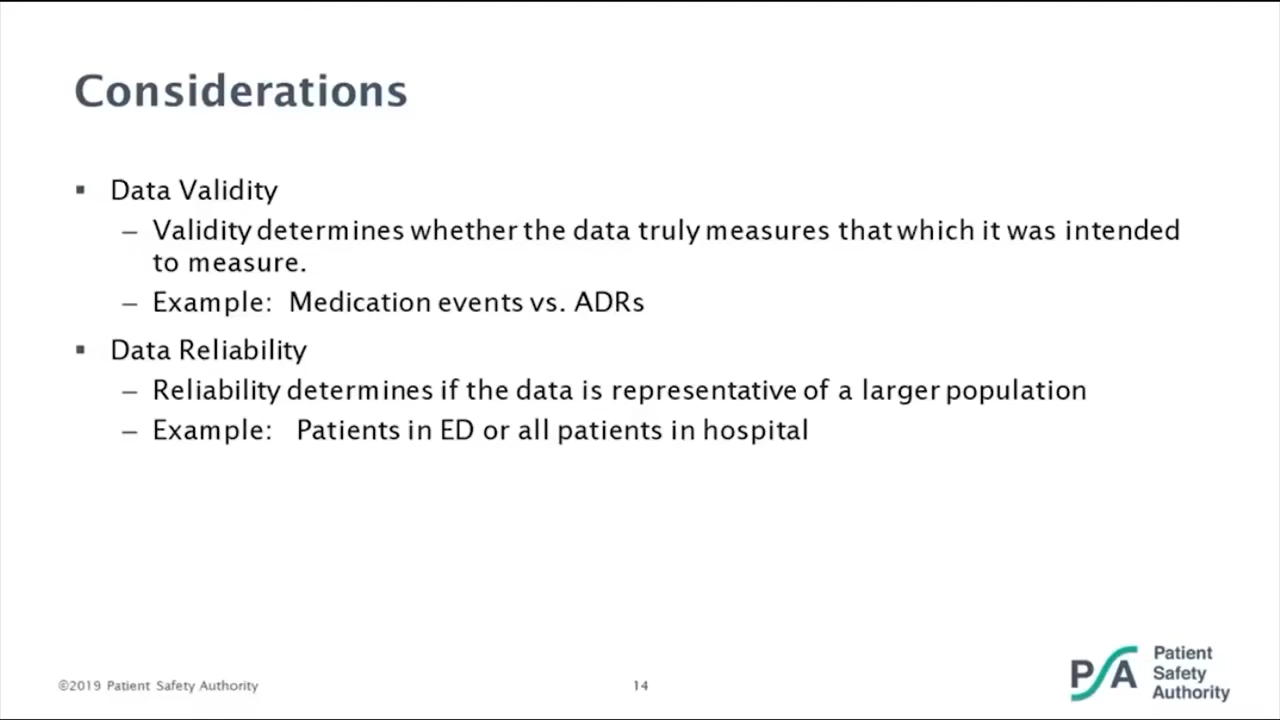 Considerations
▪ Data Validity
– Validity determines whether the data truly measures that which it was intended
to measure.
– Example: Medication events vs. ADRs
▪ Data Reliability
– Reliability determines if the data is representative of a larger population
– Example: Patients in ED or all patients in hospital
©2019 Patient Safety Authority
14
PSA
Patient
Safety
Authority